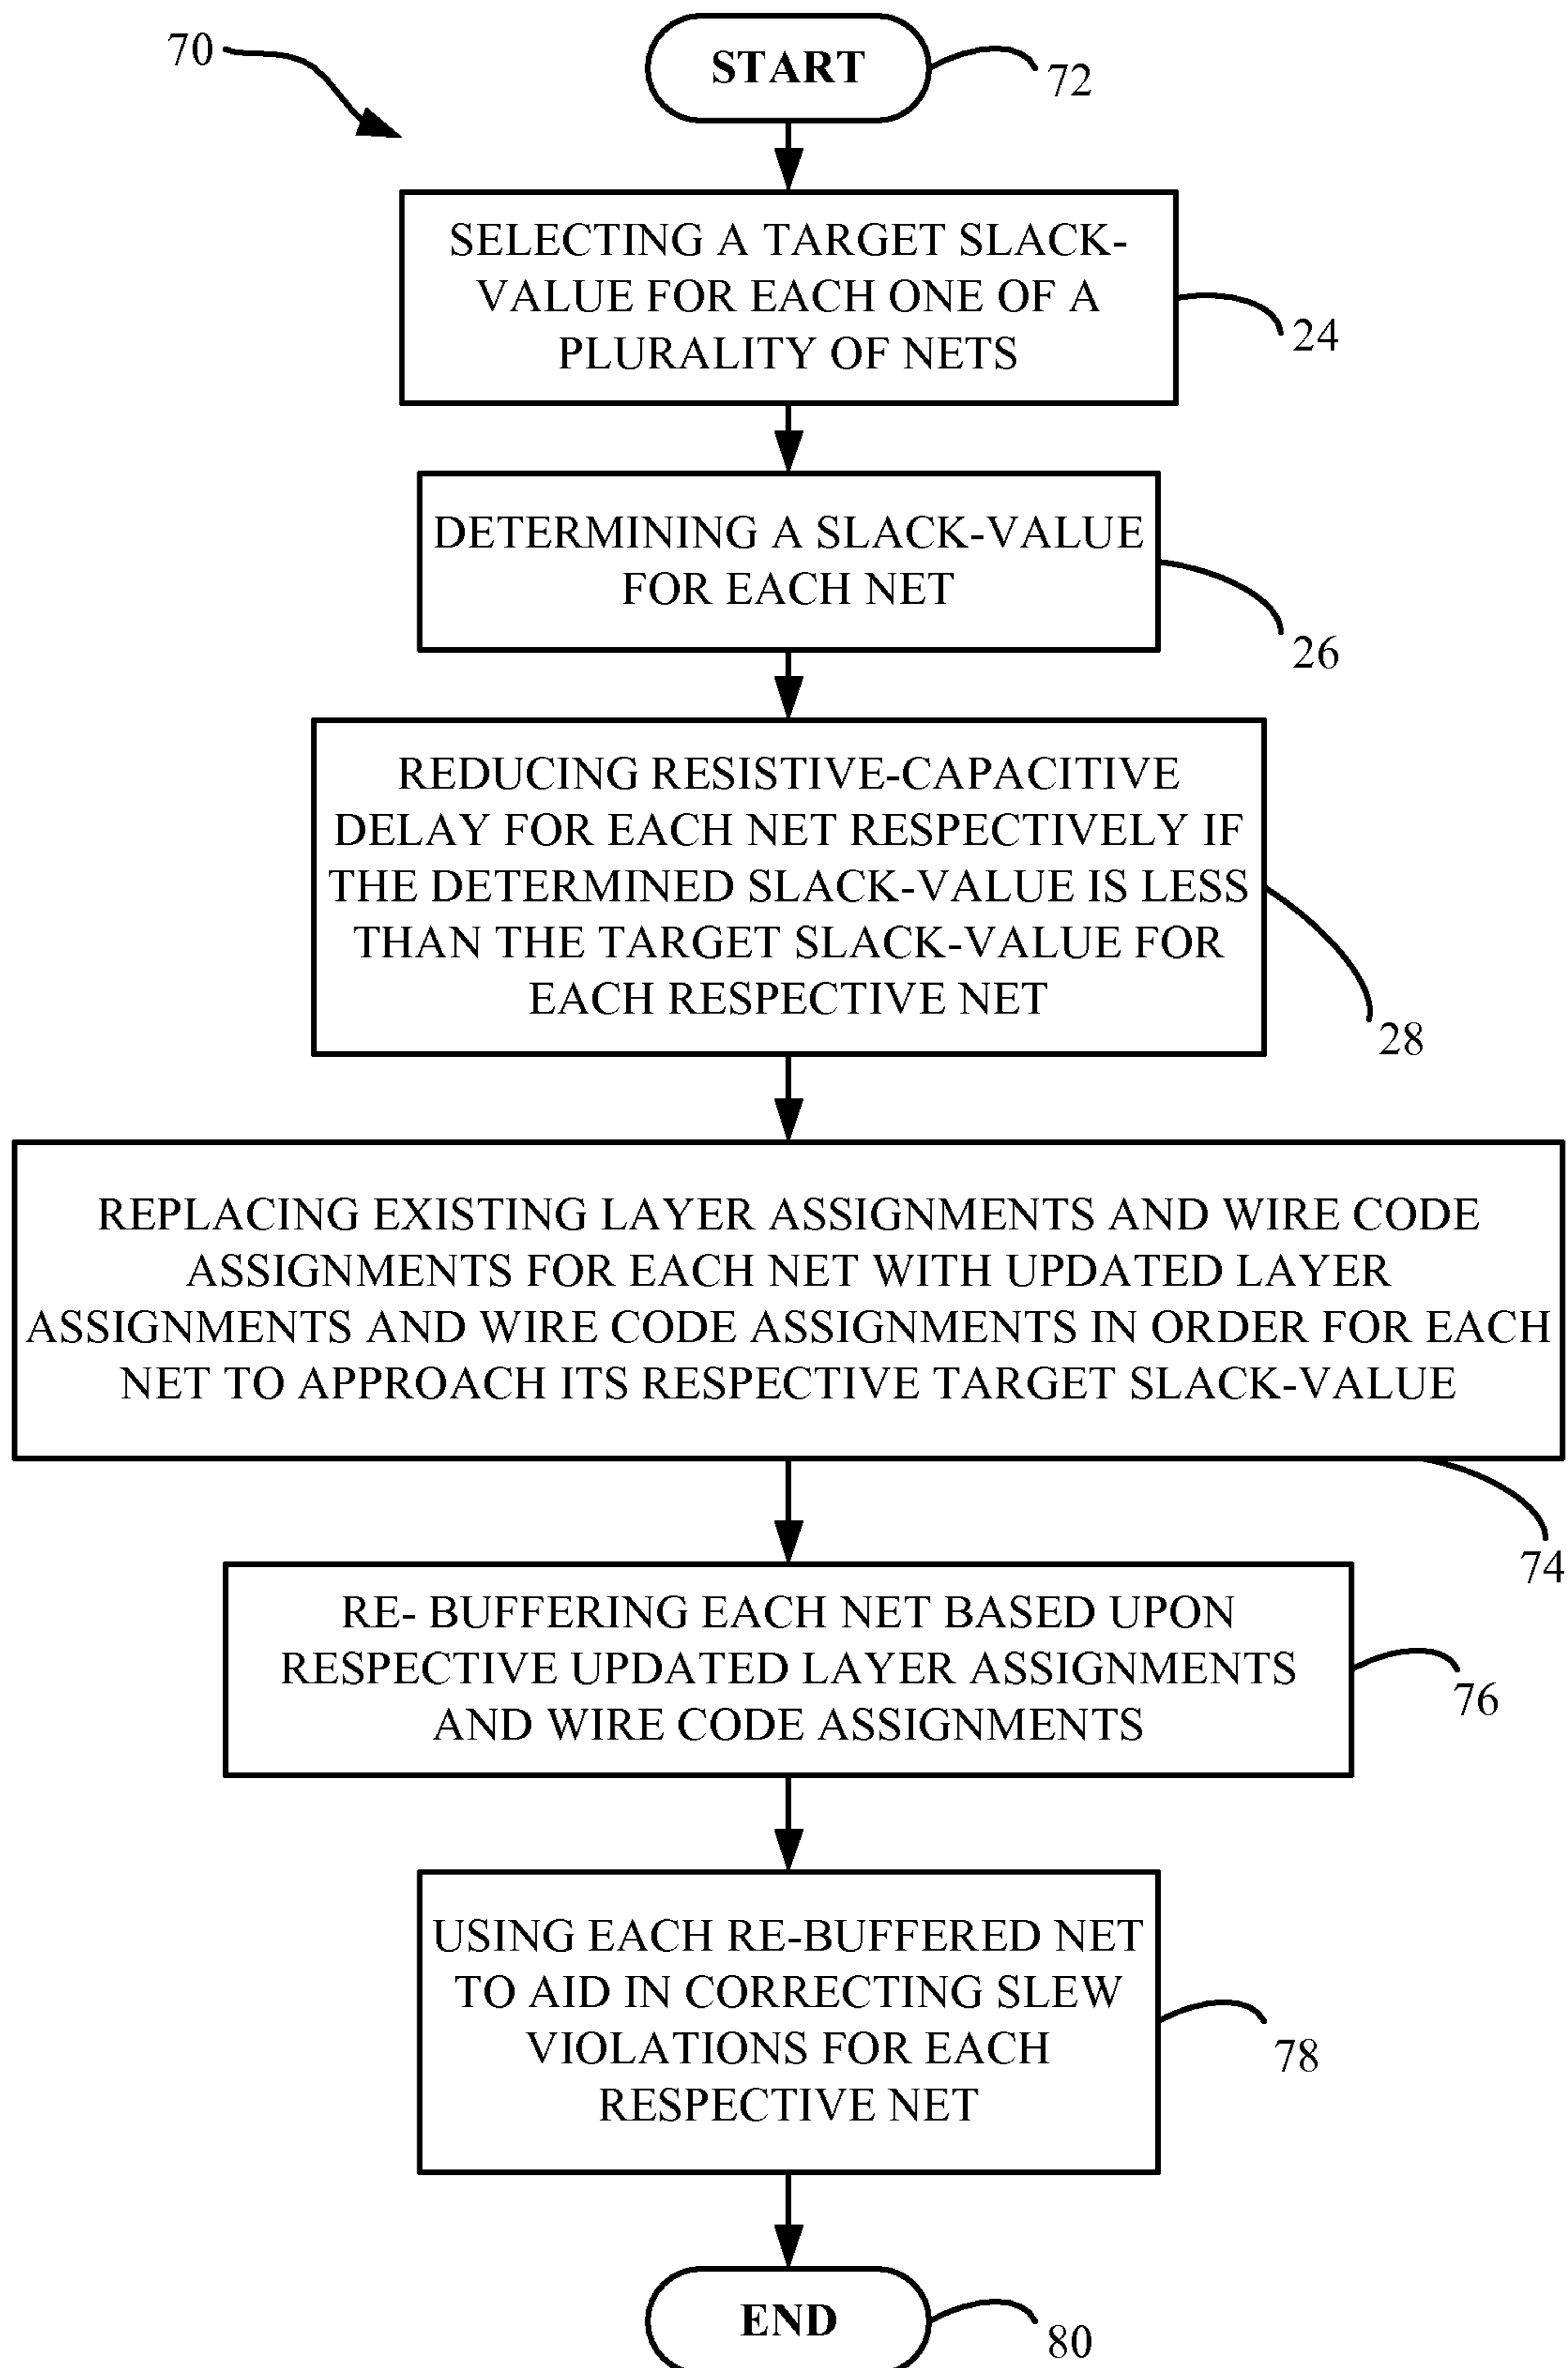 70
START
72
SELECTING A TARGET SLACK-
VALUE FOR EACH ONE OF A
PLURALITY OF NETS
24
DETERMINING A SLACK-VALUE
FOR EACH NET
26
REDUCING RESISTIVE-CAPACITIVE
DELAY FOR EACH NET RESPECTIVELY IF
THE DETERMINED SLACK-VALUE IS LESS
THAN THE TARGET SLACK-VALUE FOR
EACH RESPECTIVE NET
28
REPLACING EXISTING LAYER ASSIGNMENTS AND WIRE CODE
ASSIGNMENTS FOR EACH NET WITH UPDATED LAYER
ASSIGNMENTS AND WIRE CODE ASSIGNMENTS IN ORDER FOR EACH
NET TO APPROACH ITS RESPECTIVE TARGET SLACK-VALUE
74
RE- BUFFERING EACH NET BASED UPON
RESPECTIVE UPDATED LAYER ASSIGNMENTS
AND WIRE CODE ASSIGNMENTS
76
USING EACH RE-BUFFERED NET
TO AID IN CORRECTING SLEW
VIOLATIONS FOR EACH
RESPECTIVE NET
78
END
80